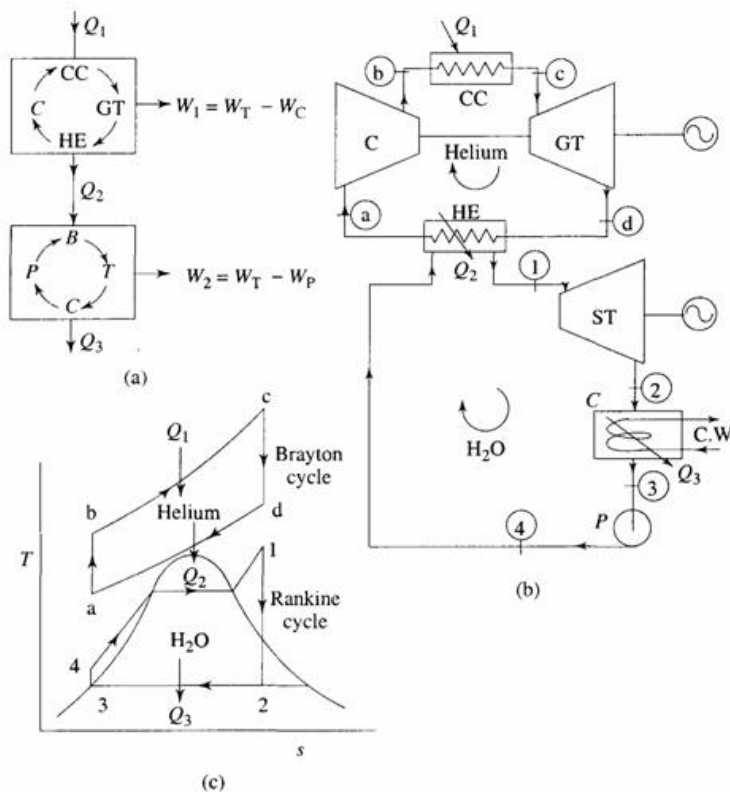 Q1
CC
C
GT
HE
W1 = WT − WC
Q2
B
P
T
C
W2 = WT − WP
Q3
(a)
Q1
b
c
CC
C
GT
Helium
a
HE
d
Q2
1
ST
2
C
C.W
H2O
Q3
3
4
P
(b)
c
Q1
Brayton
cycle
b
d
Helium
T
1
a
Q2
Rankine
cycle
H2O
4
3
Q3
2
s
(c)